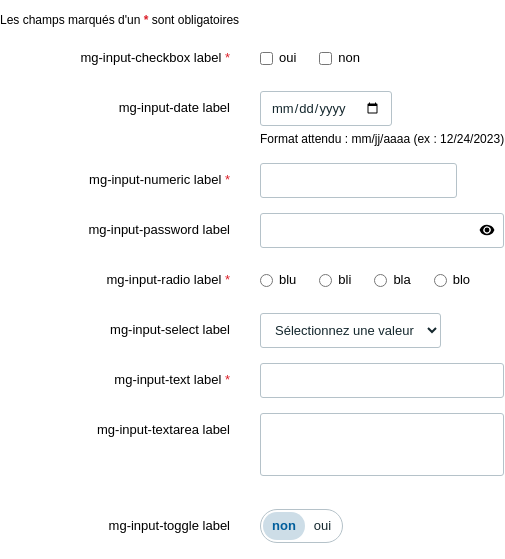 Les champs marqués d'un * sont obligatoires
mg-input-checkbox label * oui non
mg-input-date label mm/dd/yyyy
Format attendu : mm/jj/aaaa (ex : 12/24/2023)
mg-input-numeric label *
mg-input-password label
mg-input-radio label * blu bli bla blo
mg-input-select label Sélectionnez une valeur
mg-input-text label *
mg-input-textarea label
mg-input-toggle label non oui